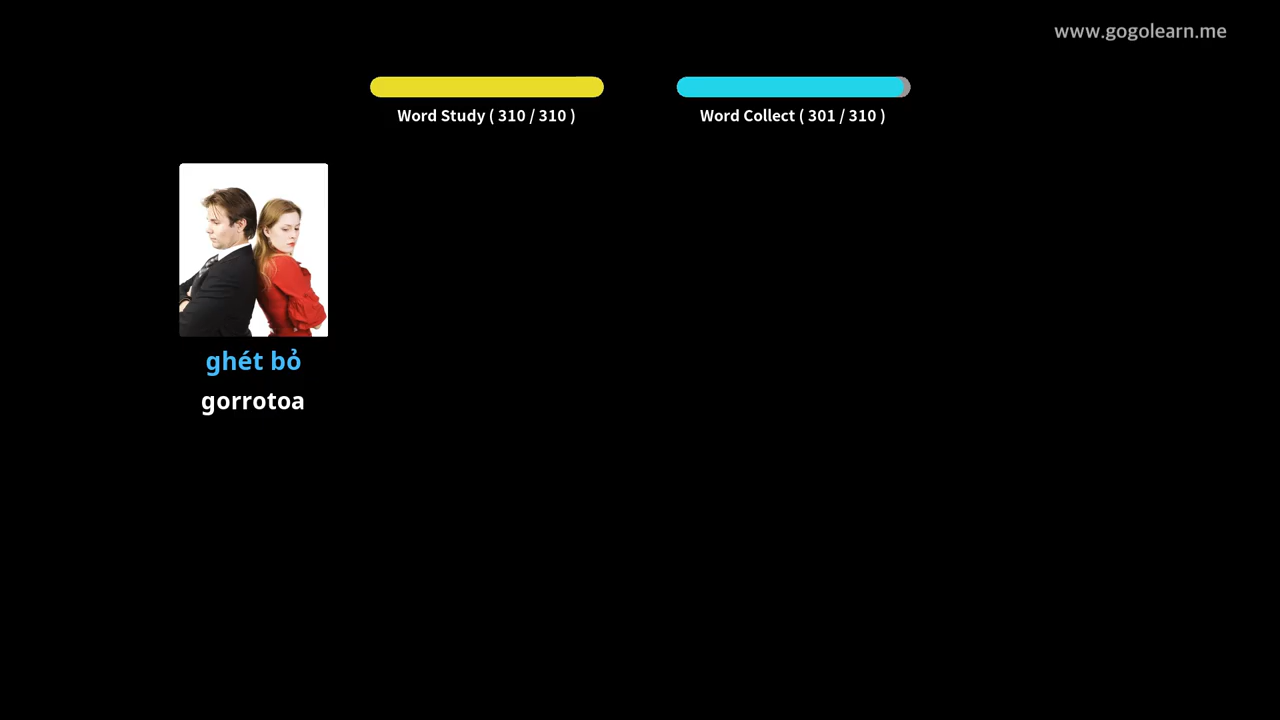 www.gogolearn.me
Word Study ( 310 / 310 )
Word Collect ( 301 / 310 )
ghét bỏ
gorrotoa